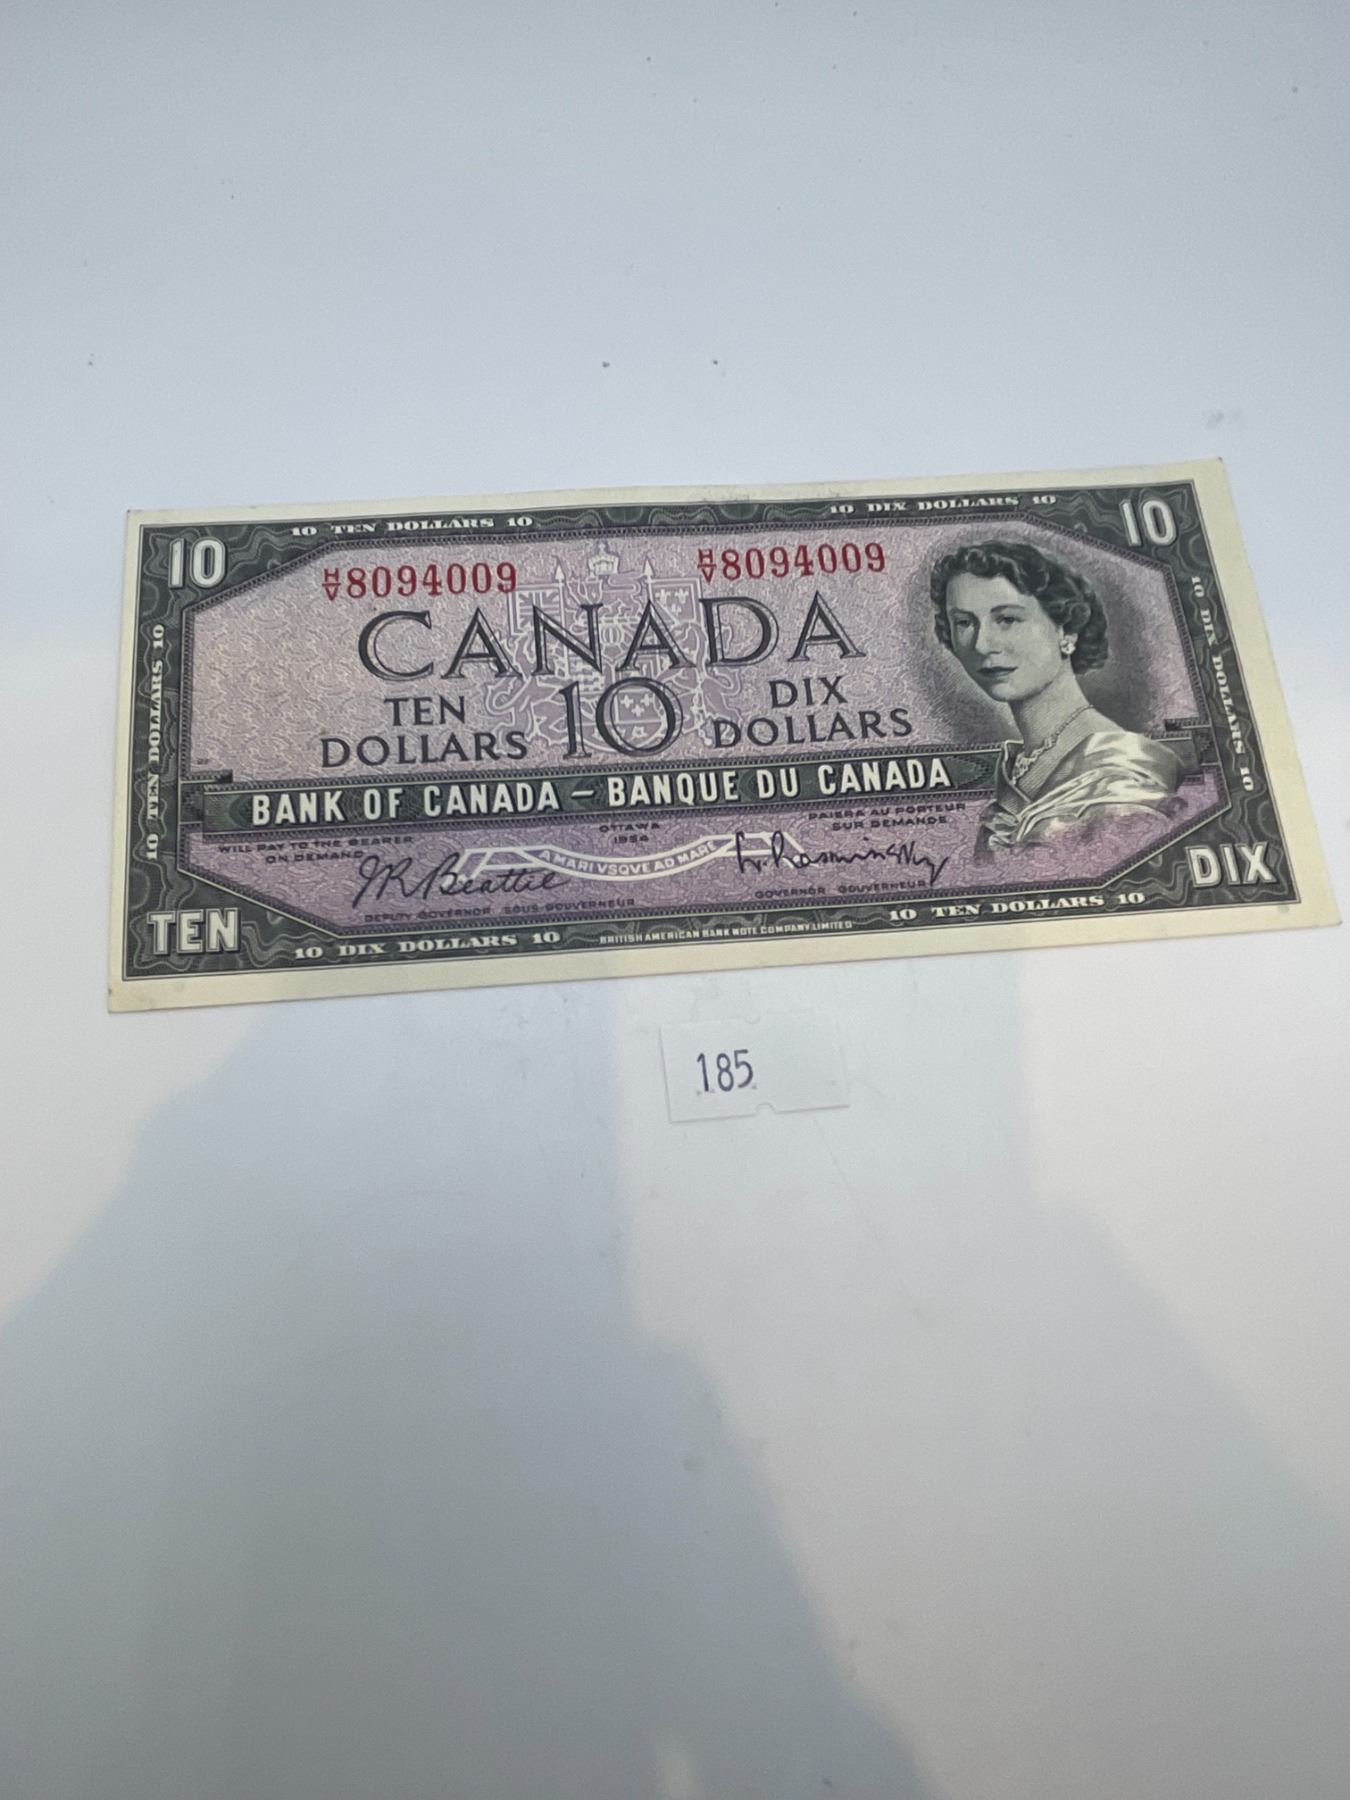 10 TEN DOLLARS 10
10 DIX DOLLARS 10
10
10
H/V 8094009
H/V 8094009
CANADA
TEN DOLLARS
10
DIX DOLLARS
BANK OF CANADA – BANQUE DU CANADA
WILL PAY TO THE BEARER
ON DEMAND
OTTAWA
1954
PAIERA AU PORTEUR
SUR DEMANDE
A MARI VSQVE AD MARE
J.R. Beattie
L. Rasminsky
DEPUTY GOVERNOR SOUS-GOUVERNEUR
GOVERNOR GOUVERNEUR
TEN
DIX
10 DIX DOLLARS 10
BRITISH AMERICAN BANK NOTE COMPANY LIMITED
10 TEN DOLLARS 10
10 TEN DOLLARS 10
10 DIX DOLLARS 10
185